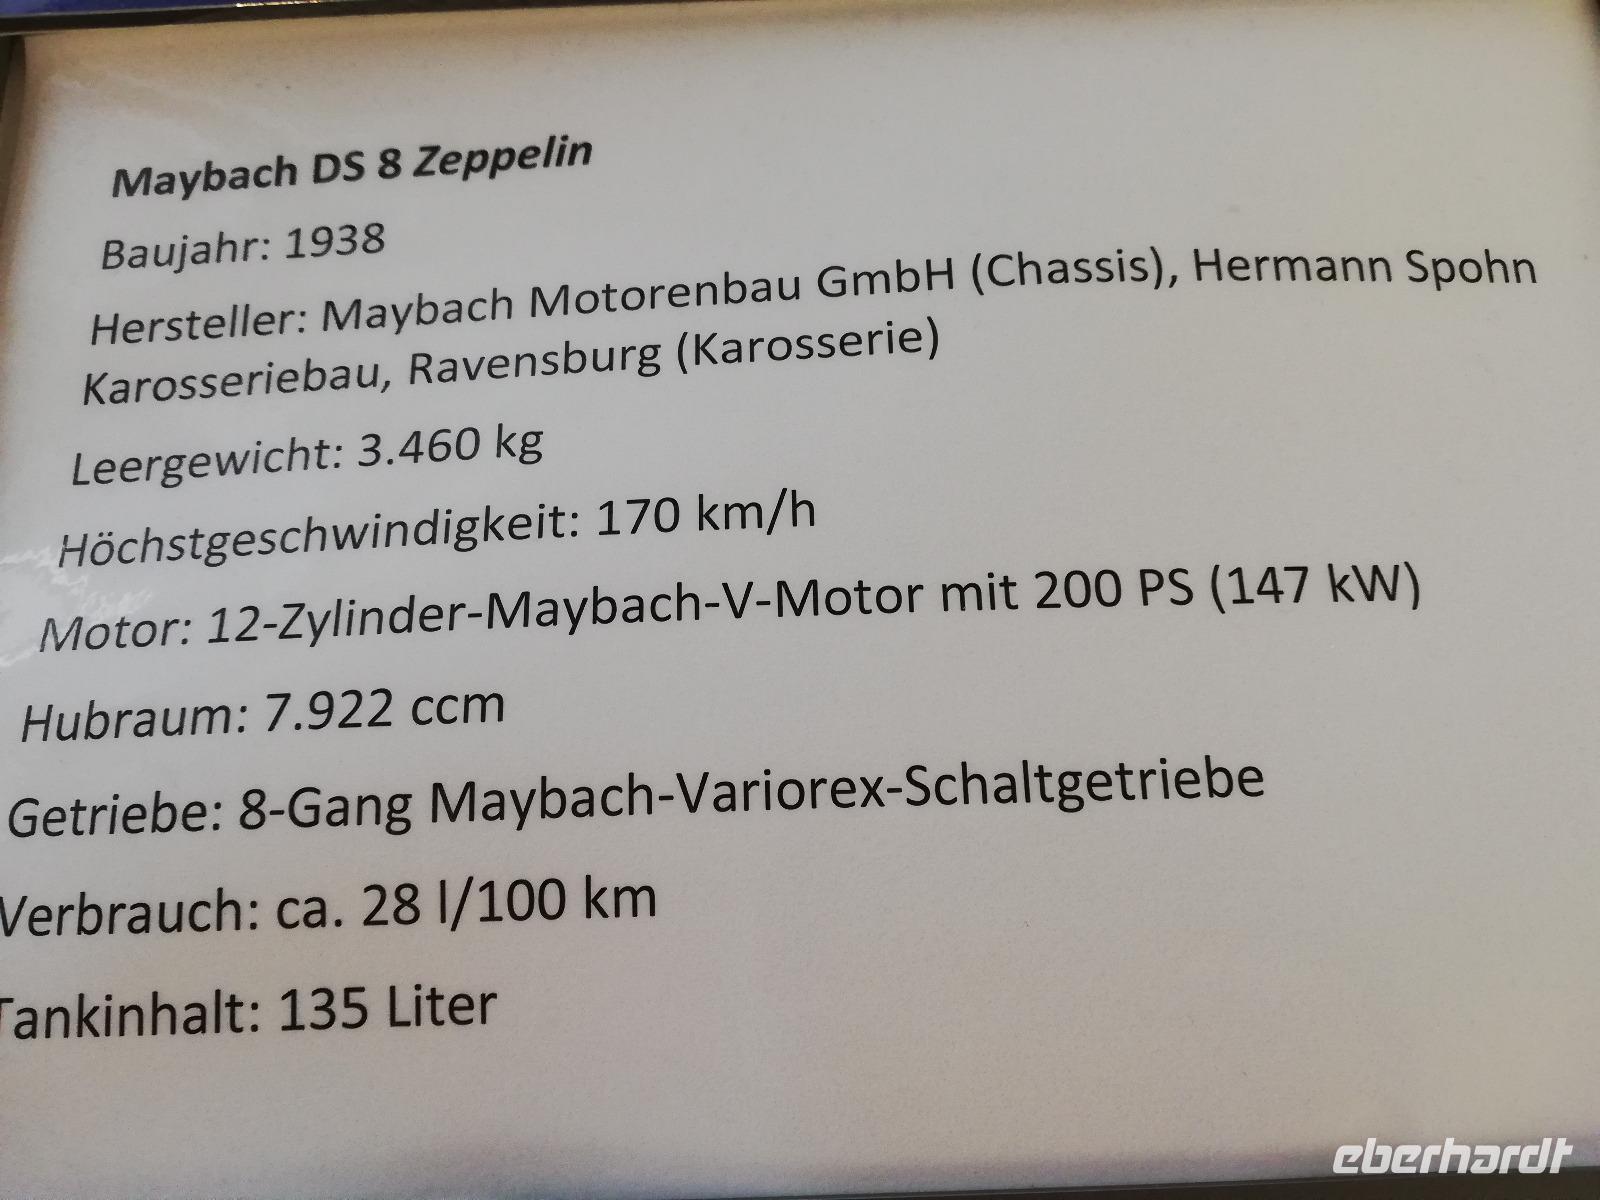 Maybach DS 8 Zeppelin
Baujahr: 1938
Hersteller: Maybach Motorenbau GmbH (Chassis), Hermann Spohn
Karosseriebau, Ravensburg (Karosserie)
Leergewicht: 3.460 kg
Höchstgeschwindigkeit: 170 km/h
Motor: 12-Zylinder-Maybach-V-Motor mit 200 PS (147 kW)
Hubraum: 7.922 ccm
Getriebe: 8-Gang Maybach-Variorex-Schaltgetriebe
Verbrauch: ca. 28 l/100 km
Tankinhalt: 135 Liter
eberhardt